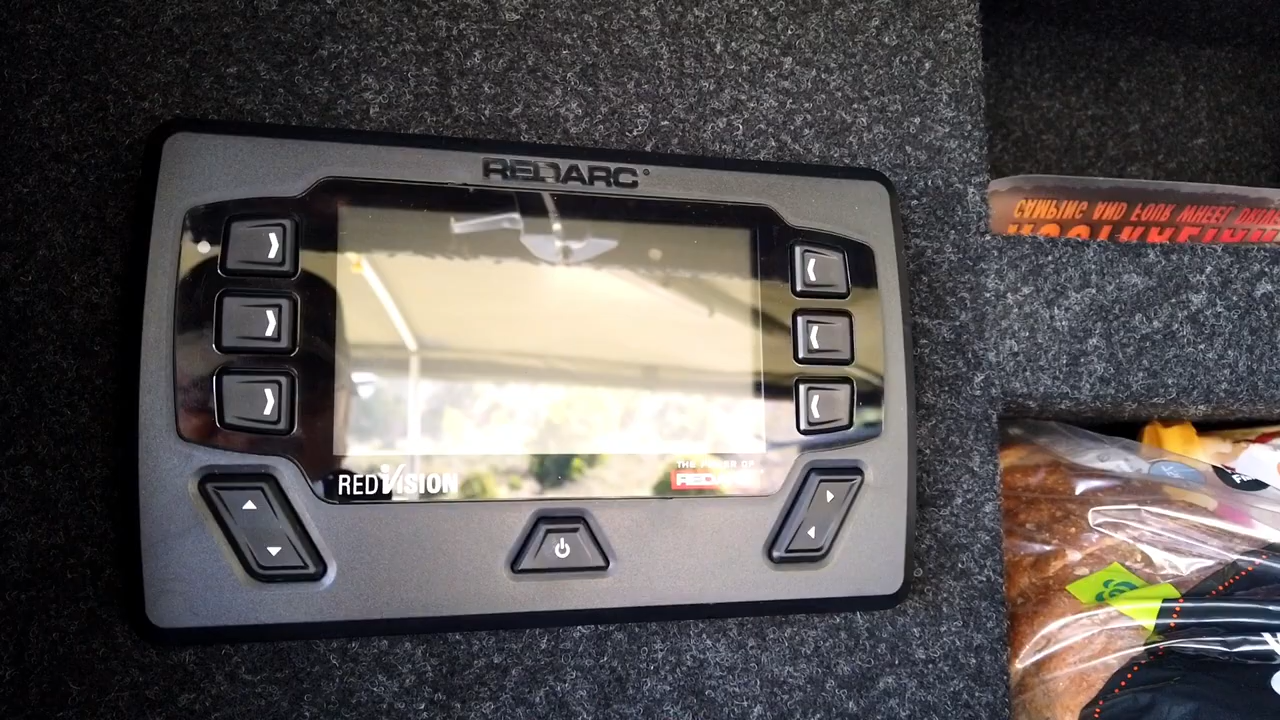 REDARC
REDVISION
THE POWER OF
REDARC
CAMPING AND FOUR WHEEL DRIVE